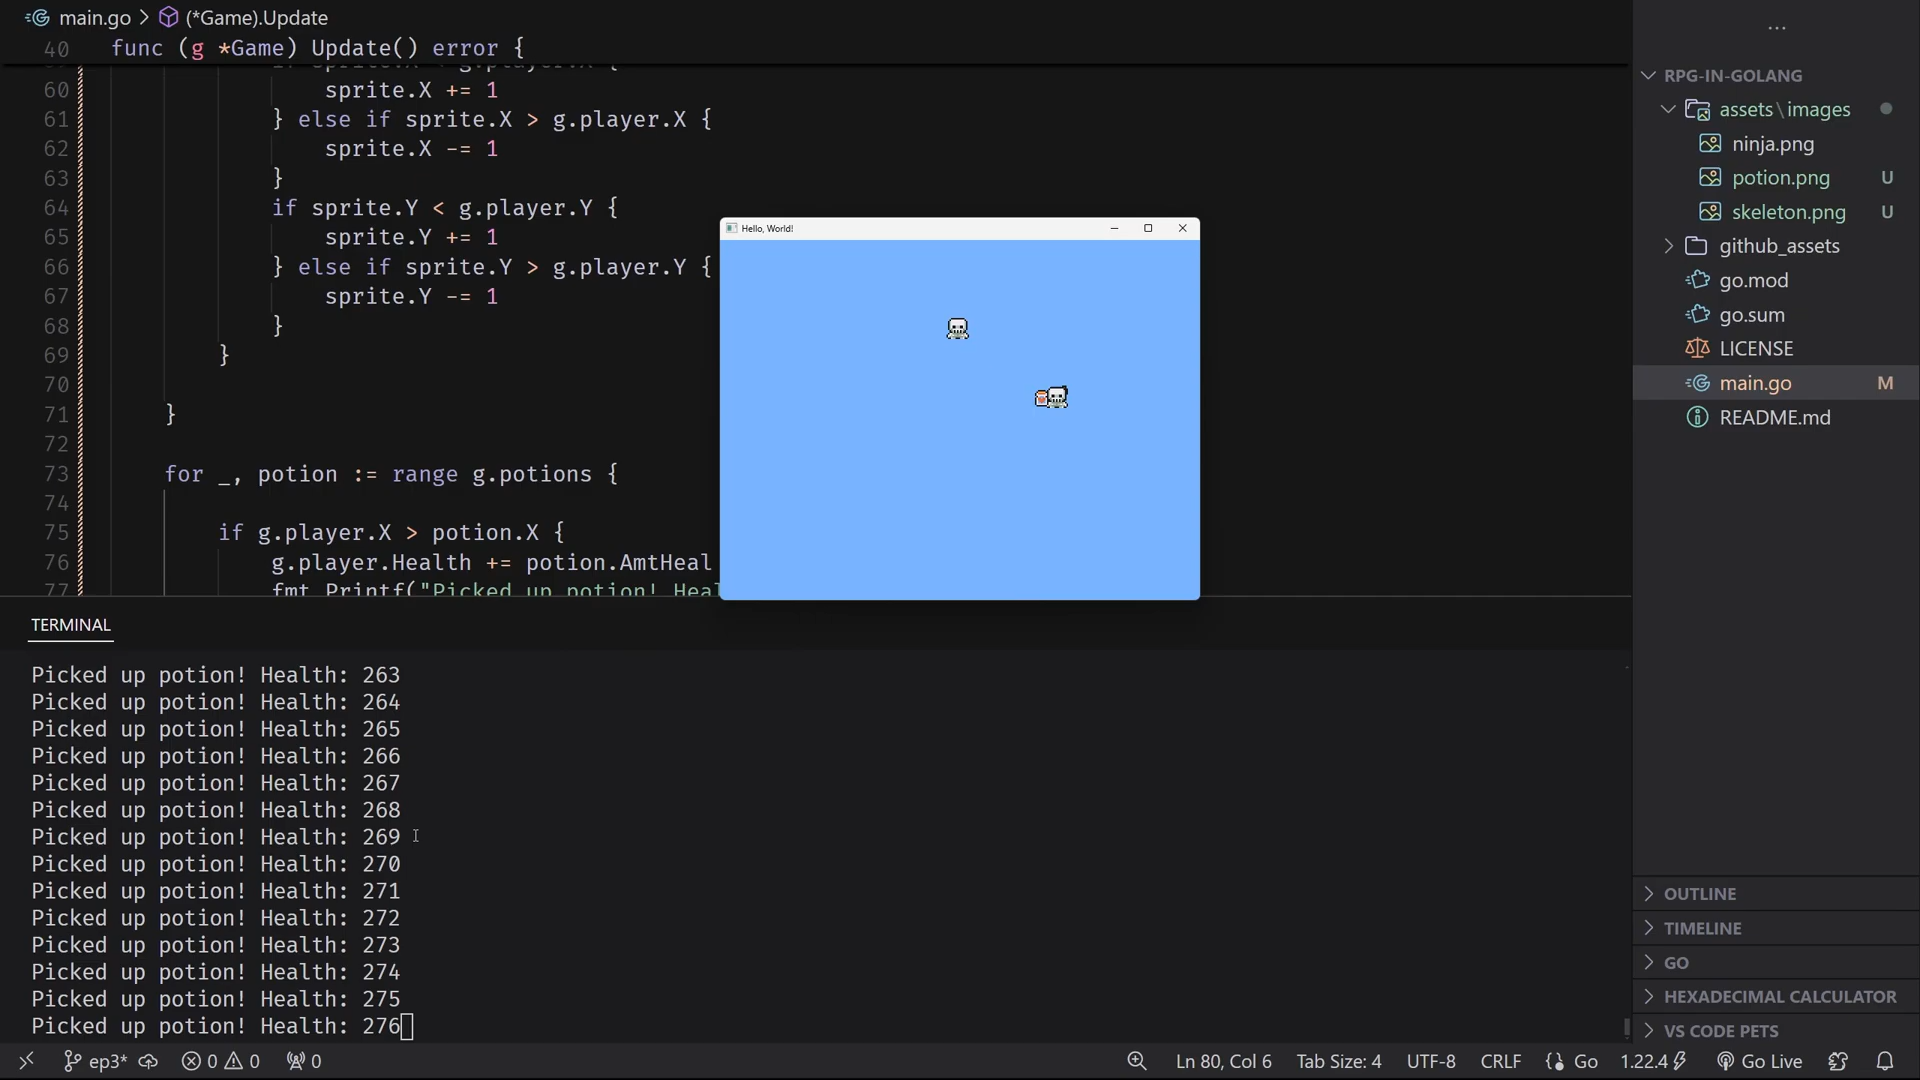 main.go > (*Game).Update
40 func (g *Game) Update() error {
60 sprite.X += 1
61 } else if sprite.X > g.player.X {
62 sprite.X -= 1
63 }
64 if sprite.Y < g.player.Y {
65 sprite.Y += 1
66 } else if sprite.Y > g.player.Y {
67 sprite.Y -= 1
68 }
69 }
70
71 }
72
73 for _, potion := range g.potions {
74
75 if g.player.X > potion.X {
76 g.player.Health += potion.AmtHeal
77 fmt.Printf("Picked up potion! Heal
Hello, World!
TERMINAL
Picked up potion! Health: 263
Picked up potion! Health: 264
Picked up potion! Health: 265
Picked up potion! Health: 266
Picked up potion! Health: 267
Picked up potion! Health: 268
Picked up potion! Health: 269
Picked up potion! Health: 270
Picked up potion! Health: 271
Picked up potion! Health: 272
Picked up potion! Health: 273
Picked up potion! Health: 274
Picked up potion! Health: 275
Picked up potion! Health: 276
...
RPG-IN-GOLANG
assets\images
ninja.png
potion.png U
skeleton.png U
github_assets
go.mod
go.sum
LICENSE
main.go M
README.md
OUTLINE
TIMELINE
GO
HEXADECIMAL CALCULATOR
VS CODE PETS
ep3* 0 0 0 Ln 80, Col 6 Tab Size: 4 UTF-8 CRLF {} Go 1.22.4 Go Live